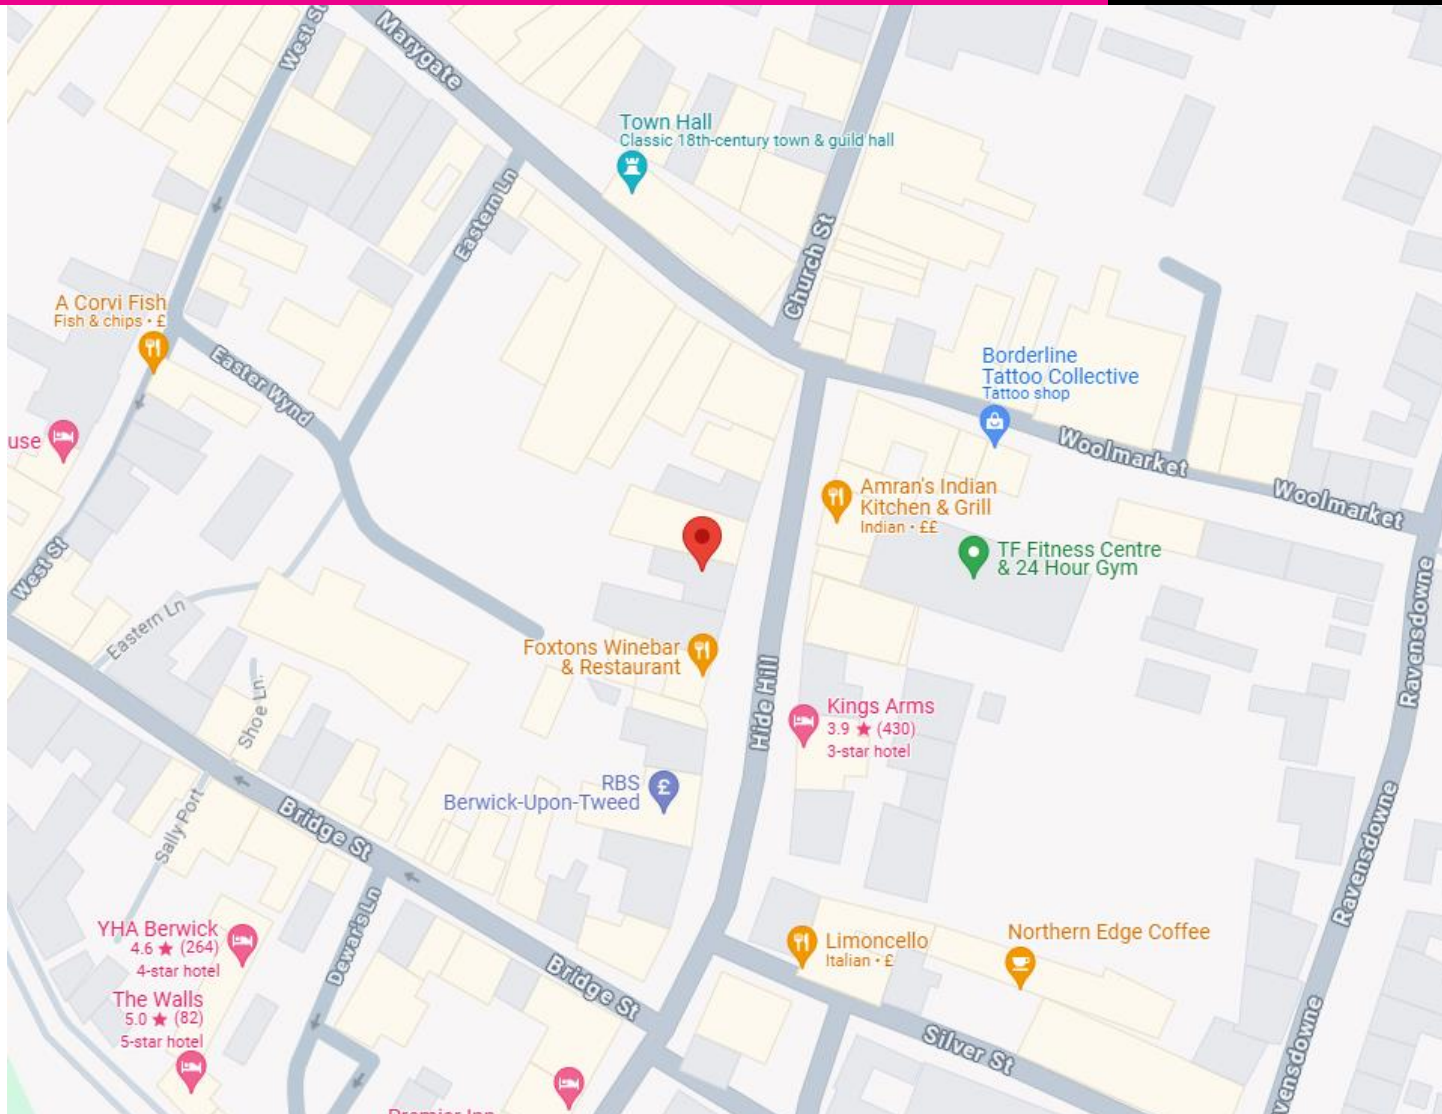 West St
Marygate
Town Hall
Classic 18th-century town & guild hall
Eastern Ln
Church St
A Corvi Fish
Fish & chips · £
Easter Wynd
Borderline
Tattoo Collective
Tattoo shop
use
Woolmarket
Woolmarket
Amran's Indian
Kitchen & Grill
Indian · ££
TF Fitness Centre
& 24 Hour Gym
West St
Eastern Ln
Ravensdowne
Foxtons Winebar
& Restaurant
Shoe Ln.
Hide Hill
Kings Arms
3.9 ★ (430)
3-star hotel
RBS
Berwick-Upon-Tweed
£
Sally Port
Bridge St
Ravensdowne
YHA Berwick
4.6 ★ (264)
4-star hotel
Dewar's Ln
Limoncello
Italian · £
Northern Edge Coffee
Bridge St
The Walls
5.0 ★ (82)
5-star hotel
Silver St
vensdowne